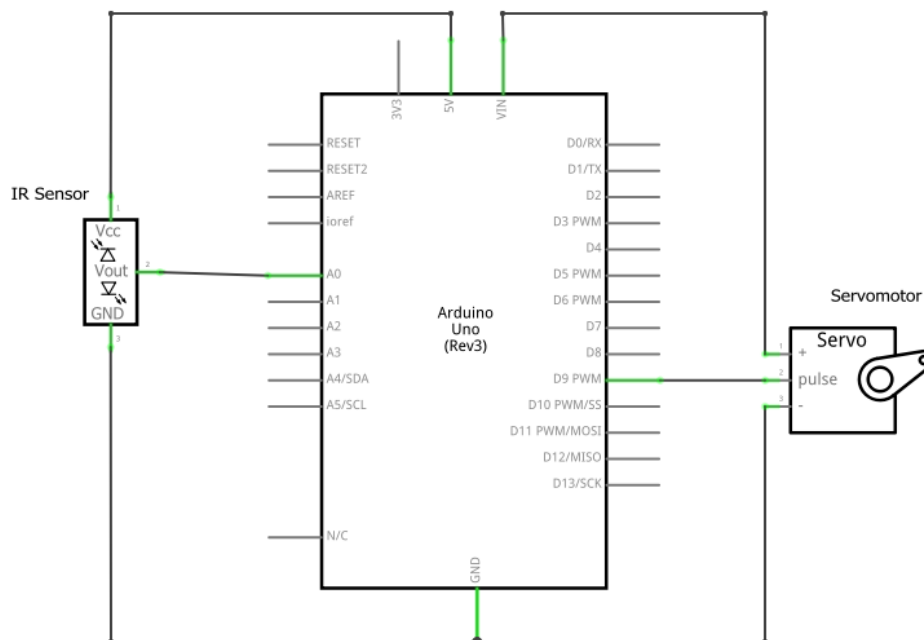 3V3
5V
VIN
RESET
RESET2
AREF
ioref
A0
A1
A2
A3
A4/SDA
A5/SCL
N/C
Arduino
Uno
(Rev3)
D0/RX
D1/TX
D2
D3 PWM
D4
D5 PWM
D6 PWM
D7
D8
D9 PWM
D10 PWM/SS
D11 PWM/MOSI
D12/MISO
D13/SCK
GND
IR Sensor
1
Vcc
2
Vout
GND
3
Servomotor
Servo
1
+
2
pulse
3
-